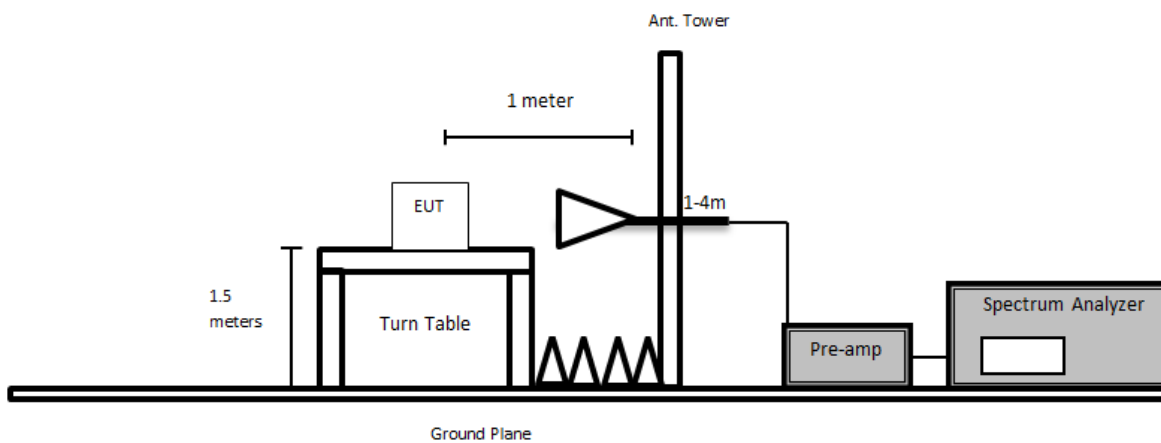 Ant. Tower
1 meter
EUT
1-4m
1.5
meters
Turn Table
Pre-amp
Spectrum Analyzer
Ground Plane